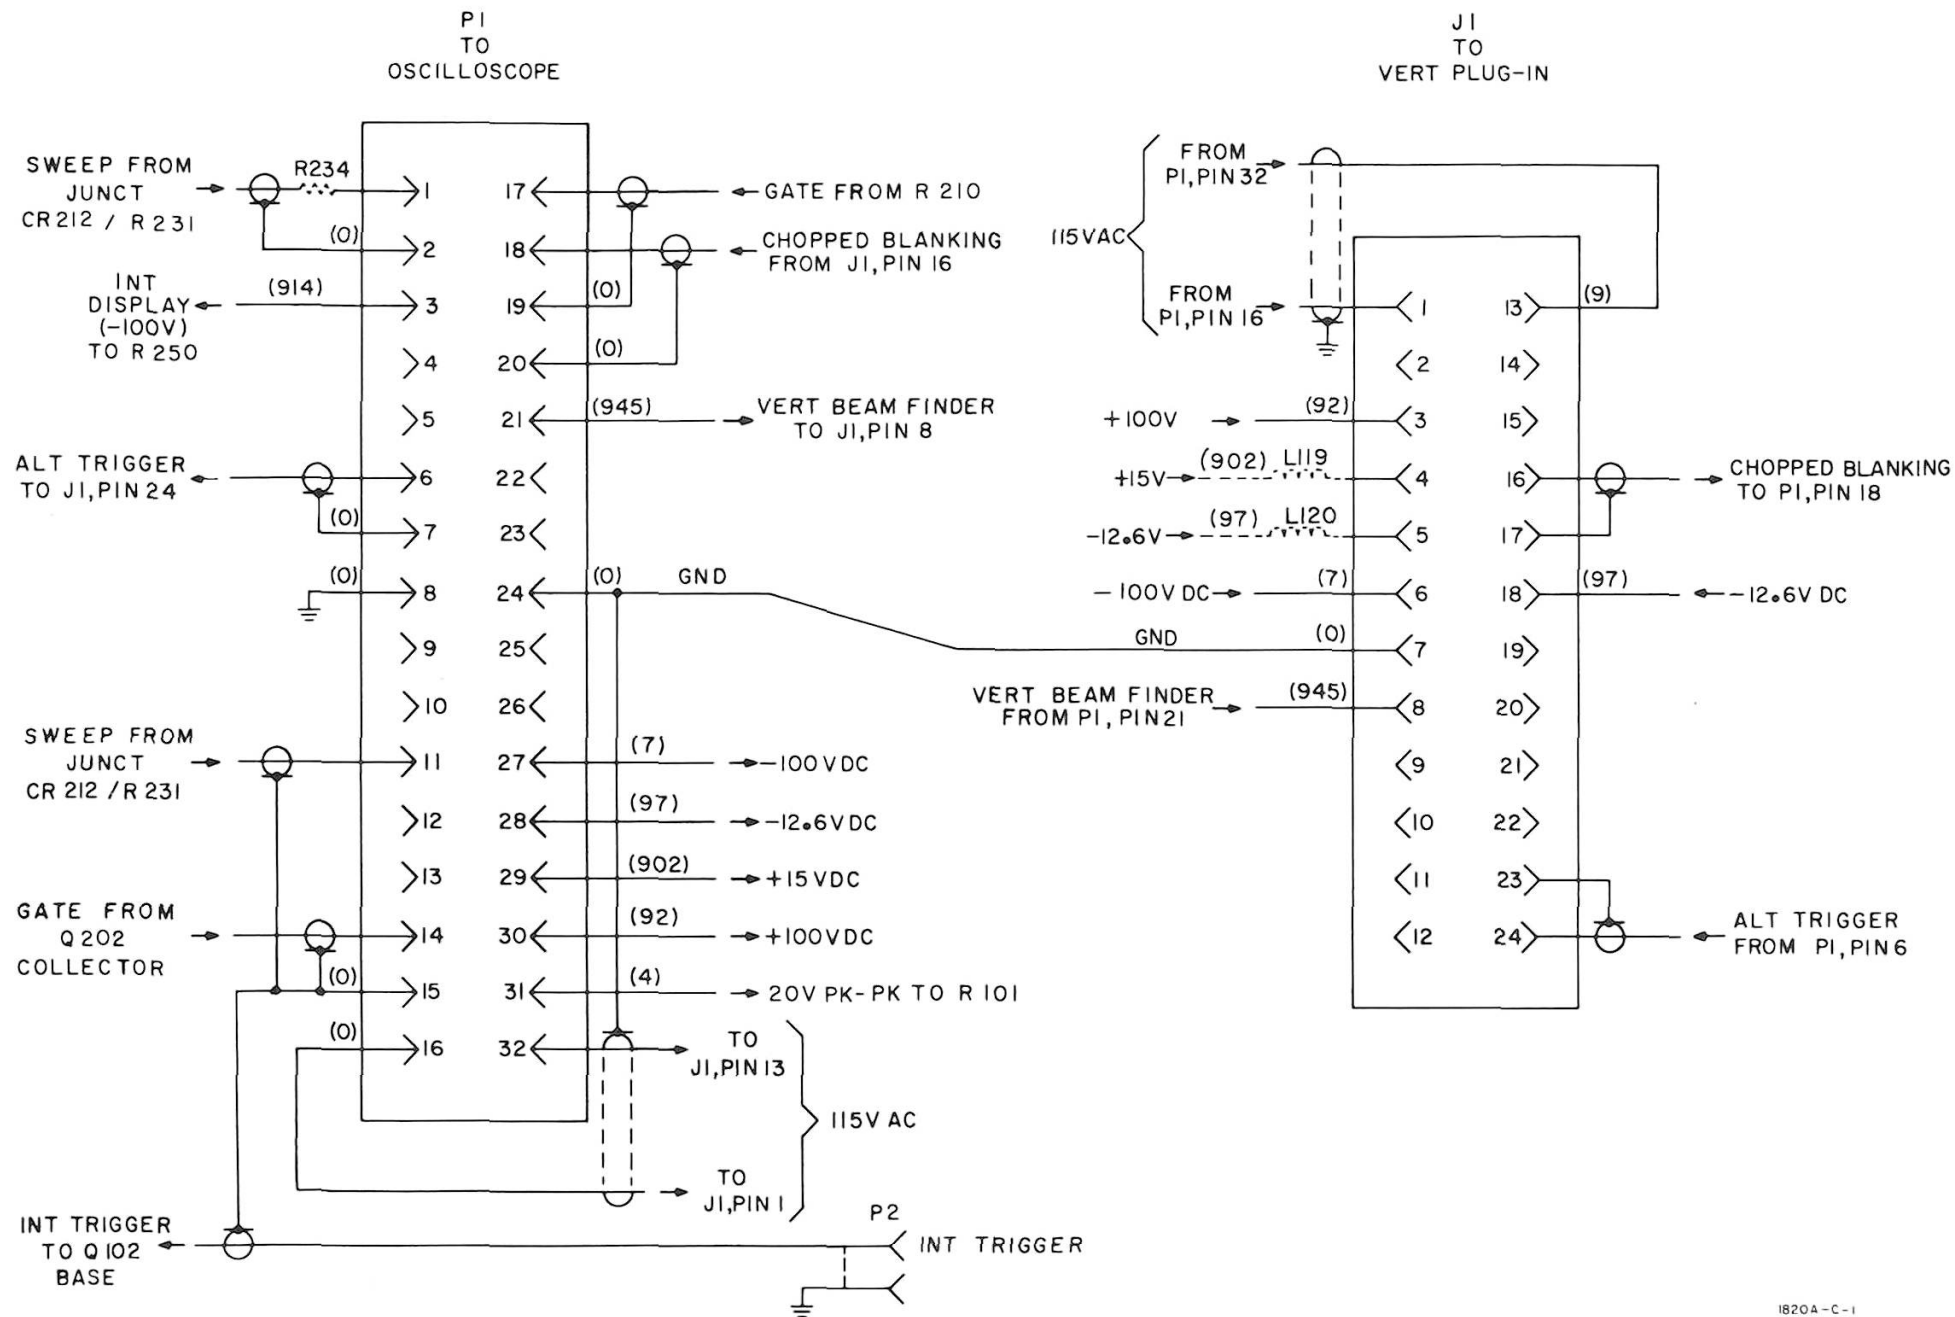 P1
TO
OSCILLOSCOPE
J1
TO
VERT PLUG-IN
SWEEP FROM
JUNCT
CR212 / R231
R234
1
(0)
2
INT
DISPLAY
(-100V)
TO R250
(914)
3
4
5
ALT TRIGGER
TO J1, PIN 24
6
(0)
7
(0)
8
9
10
SWEEP FROM
JUNCT
CR 212 / R 231
11
12
13
GATE FROM
Q202
COLLECTOR
14
(0)
15
(0)
16
17
GATE FROM R 210
18
CHOPPED BLANKING
FROM J1, PIN 16
19
(0)
20
(0)
21
(945)
VERT BEAM FINDER
TO J1, PIN 8
22
23
24
(0)
GND
25
26
27
(7)
-100VDC
28
(97)
-12.6VDC
29
(902)
+15VDC
30
(92)
+100VDC
31
(4)
20V PK-PK TO R101
32
TO
J1, PIN 13
115V AC
TO
J1, PIN 1
INT TRIGGER
TO Q102
BASE
P2
INT TRIGGER
115VAC
FROM
P1, PIN 32
FROM
P1, PIN 16
1
2
+100V
(92)
3
+15V
(902)
L119
4
-12.6V
(97)
L120
5
-100VDC
(7)
6
GND
(0)
7
VERT BEAM FINDER
FROM P1, PIN21
(945)
8
9
10
11
12
13
(9)
14
15
16
CHOPPED BLANKING
TO P1, PIN 18
17
18
(97)
-12.6V DC
19
20
21
22
23
24
ALT TRIGGER
FROM P1, PIN 6
1820A-C-1